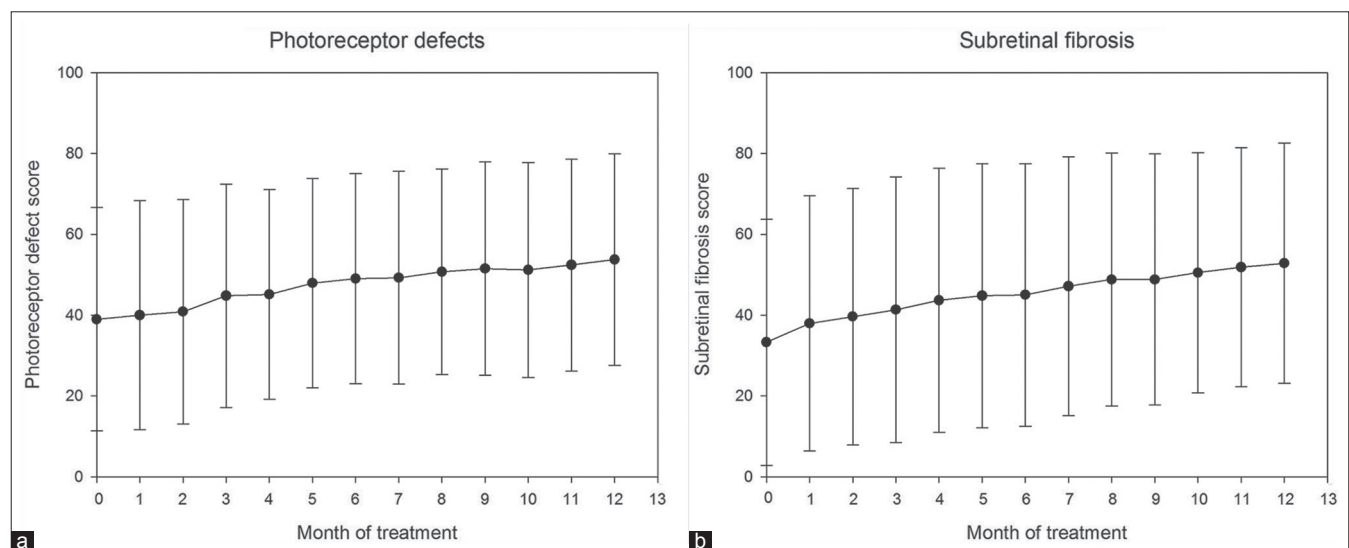 Photoreceptor defects
100
80
60
40
20
0
Photoreceptor defect score
0 1 2 3 4 5 6 7 8 9 10 11 12 13
Month of treatment
a
Subretinal fibrosis
100
80
60
40
20
0
Subretinal fibrosis score
0 1 2 3 4 5 6 7 8 9 10 11 12 13
Month of treatment
b